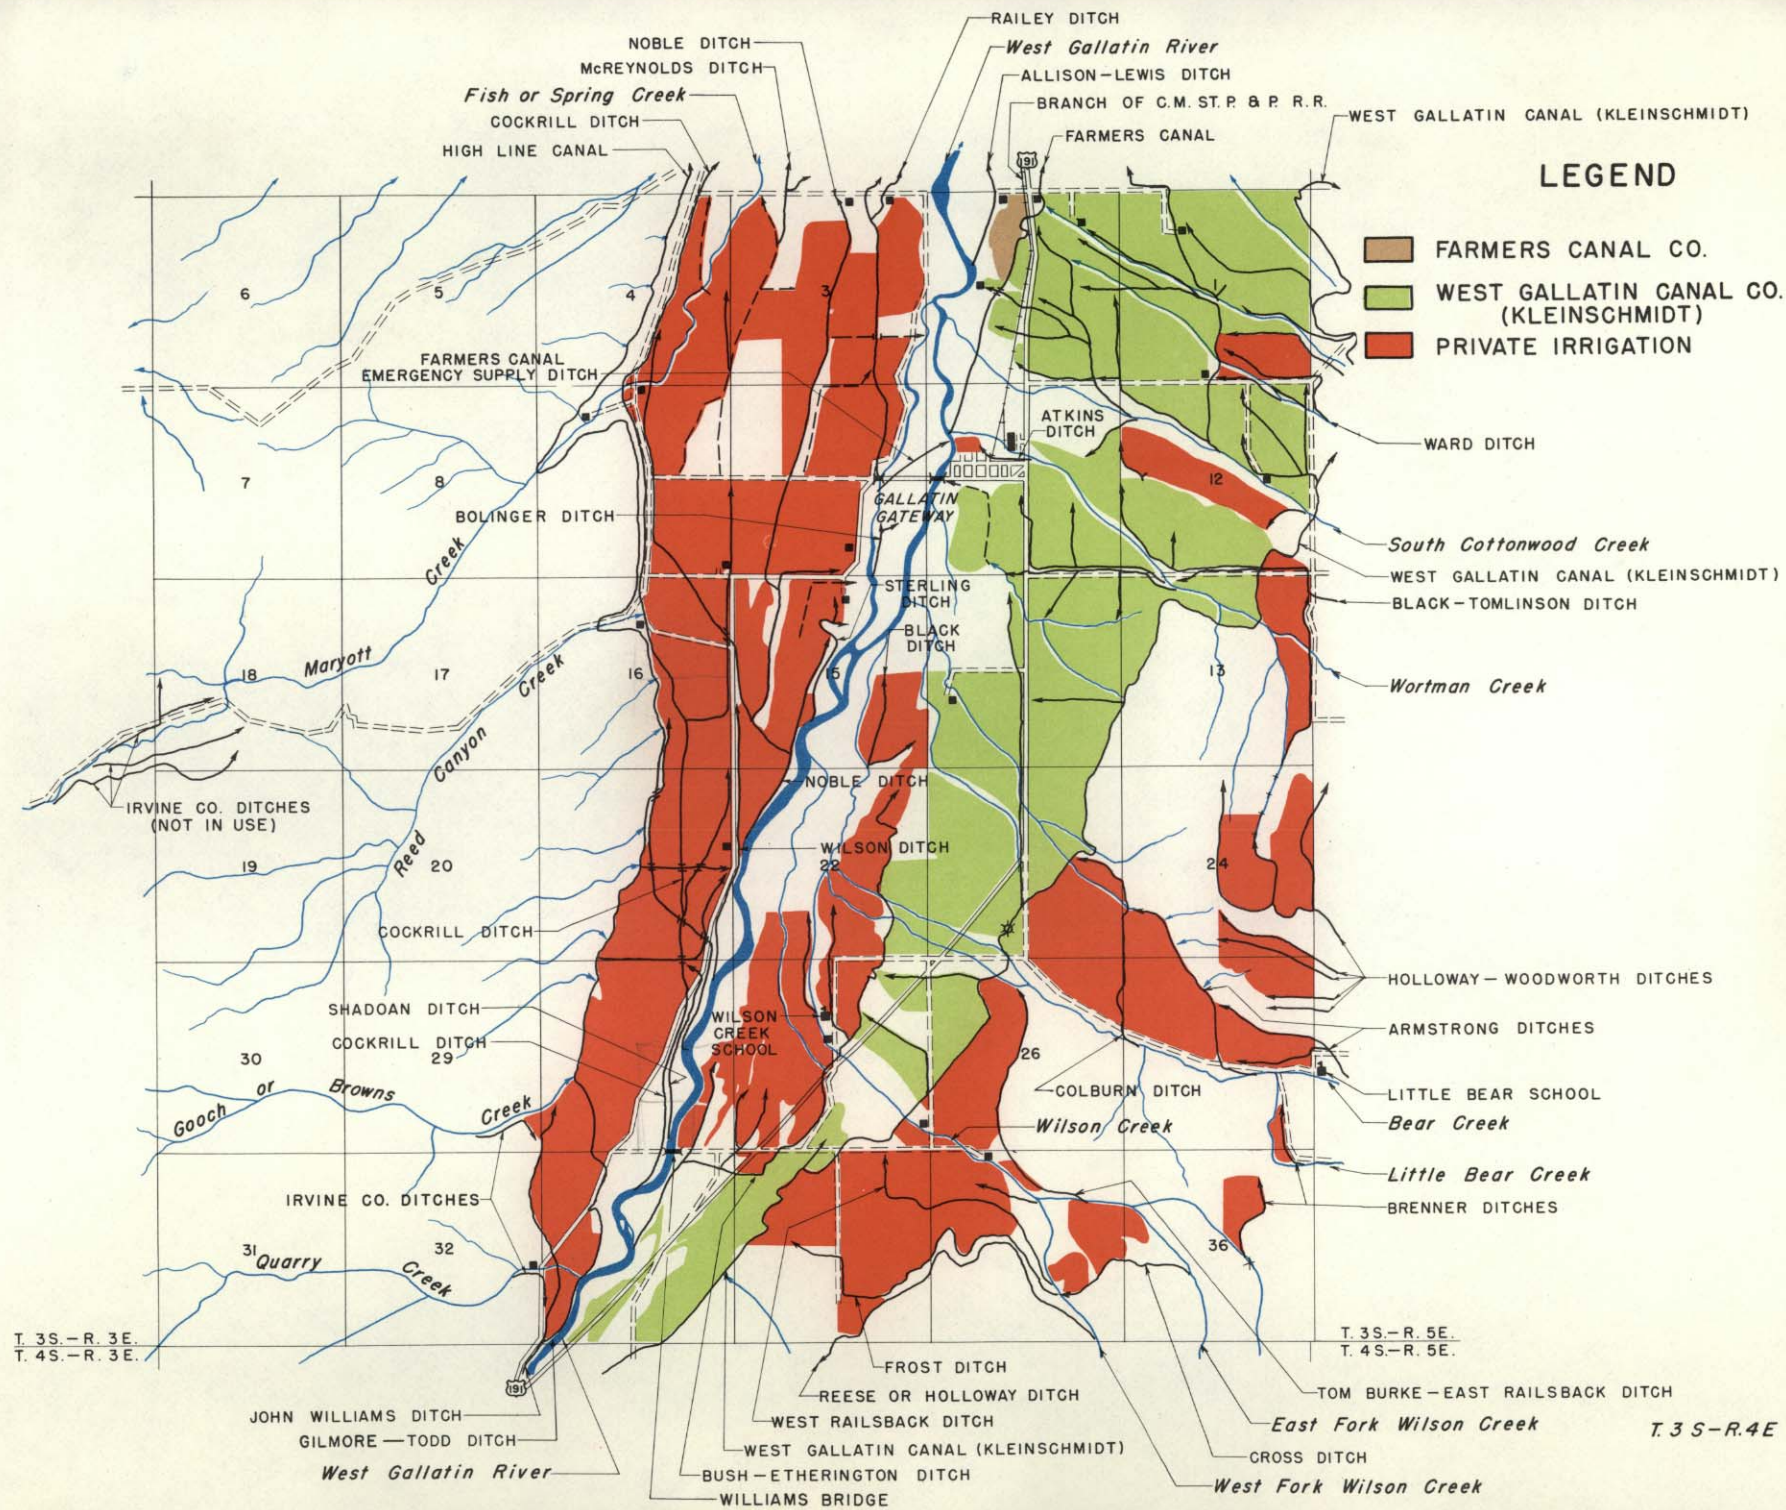 RAILEY DITCH
NOBLE DITCH
West Gallatin River
McREYNOLDS DITCH
ALLISON-LEWIS DITCH
Fish or Spring Creek
BRANCH OF C.M. ST. P. & P. R.R.
WEST GALLATIN CANAL (KLEINSCHMIDT)
COCKRILL DITCH
FARMERS CANAL
HIGH LINE CANAL
191
LEGEND
FARMERS CANAL CO.
WEST GALLATIN CANAL CO.
(KLEINSCHMIDT)
PRIVATE IRRIGATION
6
5
4
3
FARMERS CANAL
EMERGENCY SUPPLY DITCH
ATKINS
DITCH
WARD DITCH
7
8
12
GALLATIN
GATEWAY
BOLINGER DITCH
South Cottonwood Creek
WEST GALLATIN CANAL (KLEINSCHMIDT)
STERLING
DITCH
BLACK-TOMLINSON DITCH
BLACK
DITCH
Maryott
Creek
18
17
16
15
13
Wortman Creek
Reed
Canyon
Creek
NOBLE DITCH
IRVINE CO. DITCHES
(NOT IN USE)
WILSON DITCH
19
20
22
24
COCKRILL DITCH
HOLLOWAY-WOODWORTH DITCHES
SHADOAN DITCH
WILSON
CREEK
SCHOOL
ARMSTRONG DITCHES
COCKRILL DITCH
30
29
26
COLBURN DITCH
LITTLE BEAR SCHOOL
Gooch or Browns Creek
Wilson Creek
Bear Creek
Little Bear Creek
IRVINE CO. DITCHES
BRENNER DITCHES
31
32
36
Quarry Creek
T. 3S.-R. 3E.
T. 4S.-R. 3E.
T. 3S.-R. 5E.
T. 4S.-R. 5E.
191
FROST DITCH
REESE OR HOLLOWAY DITCH
TOM BURKE-EAST RAILSBACK DITCH
JOHN WILLIAMS DITCH
WEST RAILSBACK DITCH
East Fork Wilson Creek
T. 3 S-R. 4E
GILMORE-TODD DITCH
WEST GALLATIN CANAL (KLEINSCHMIDT)
CROSS DITCH
West Gallatin River
BUSH-ETHERINGTON DITCH
West Fork Wilson Creek
WILLIAMS BRIDGE